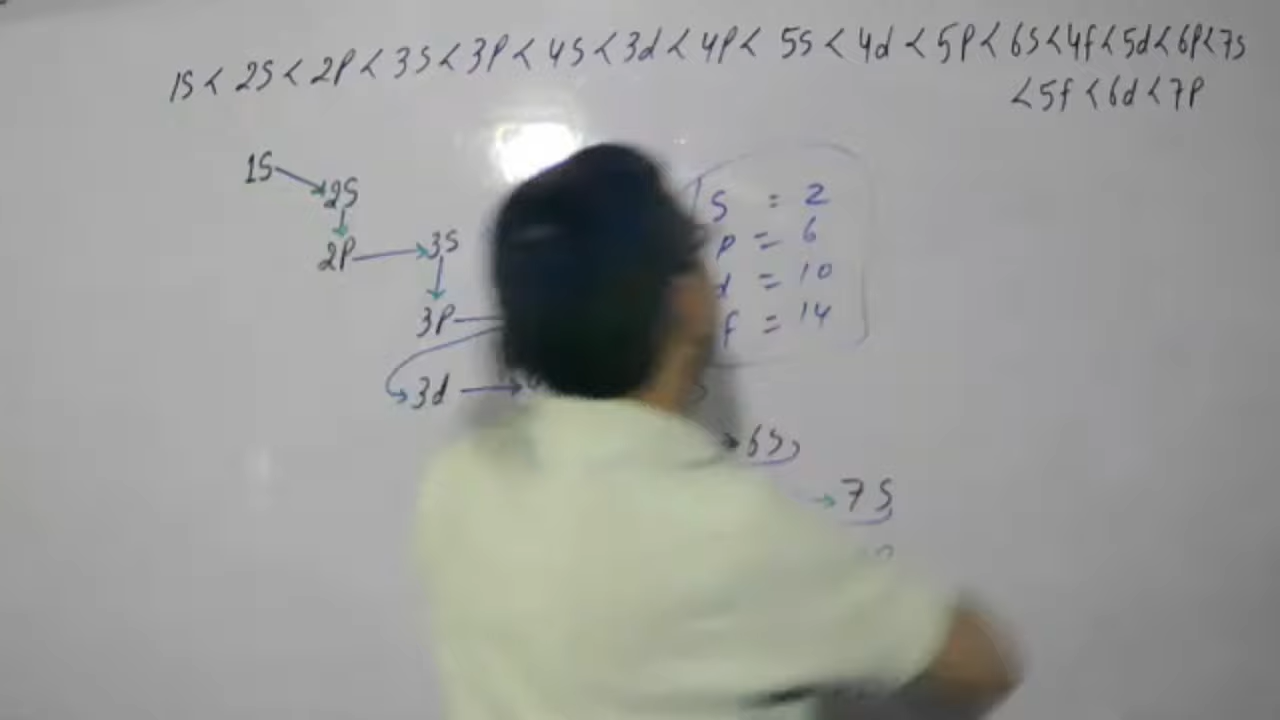 1S < 2S < 2P < 3S < 3P < 4S < 3d < 4P < 5S < 4d < 5P < 6S < 4f < 5d < 6P < 7S
< 5f < 6d < 7P
1S
2S
2P
3S
3P
3d
S = 2
P = 6
= 10
f = 14
6S
7S